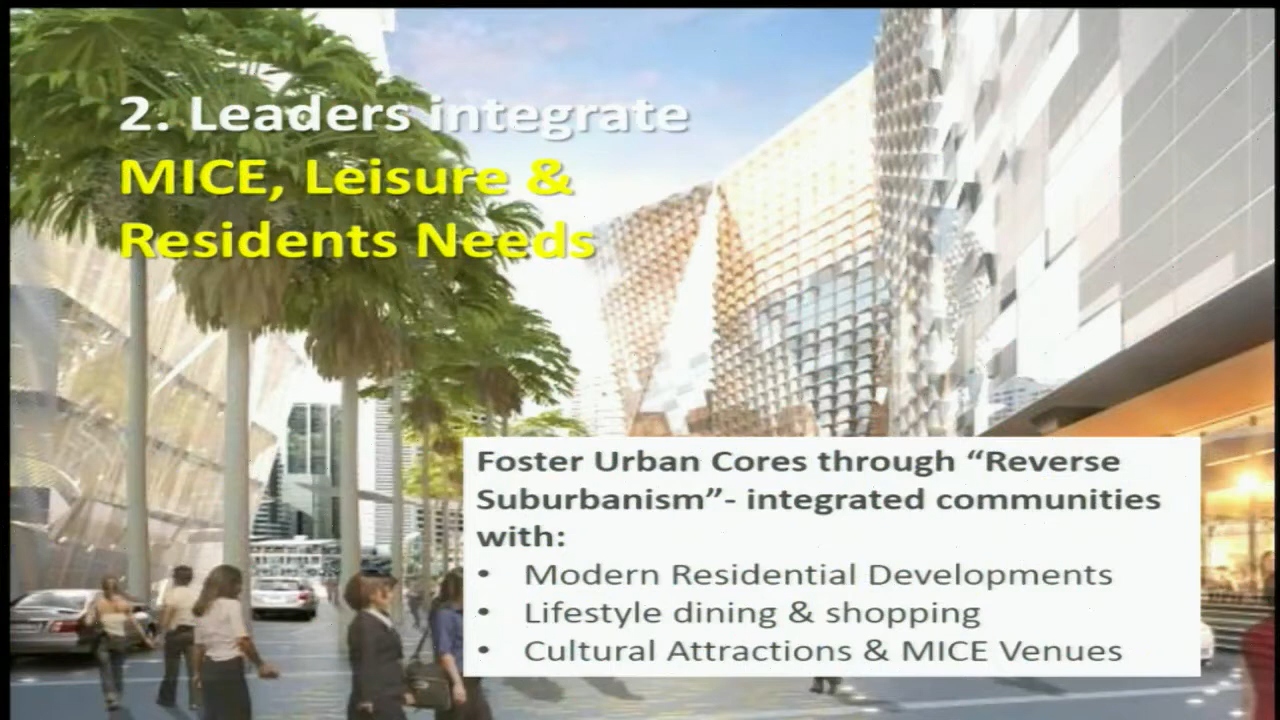 2. Leaders integrate
MICE, Leisure &
Residents Needs
Foster Urban Cores through “Reverse
Suburbanism”- integrated communities
with:
• Modern Residential Developments
• Lifestyle dining & shopping
• Cultural Attractions & MICE Venues